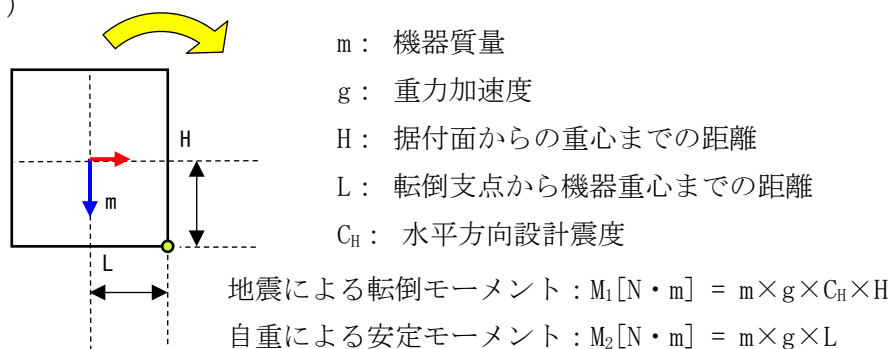 )
m： 機器質量
g： 重力加速度
H： 据付面からの重心までの距離
L： 転倒支点から機器重心までの距離
CH： 水平方向設計震度
H
m
L
地震による転倒モーメント：M1[N・m] = m×g×CH×H
自重による安定モーメント：M2[N・m] = m×g×L